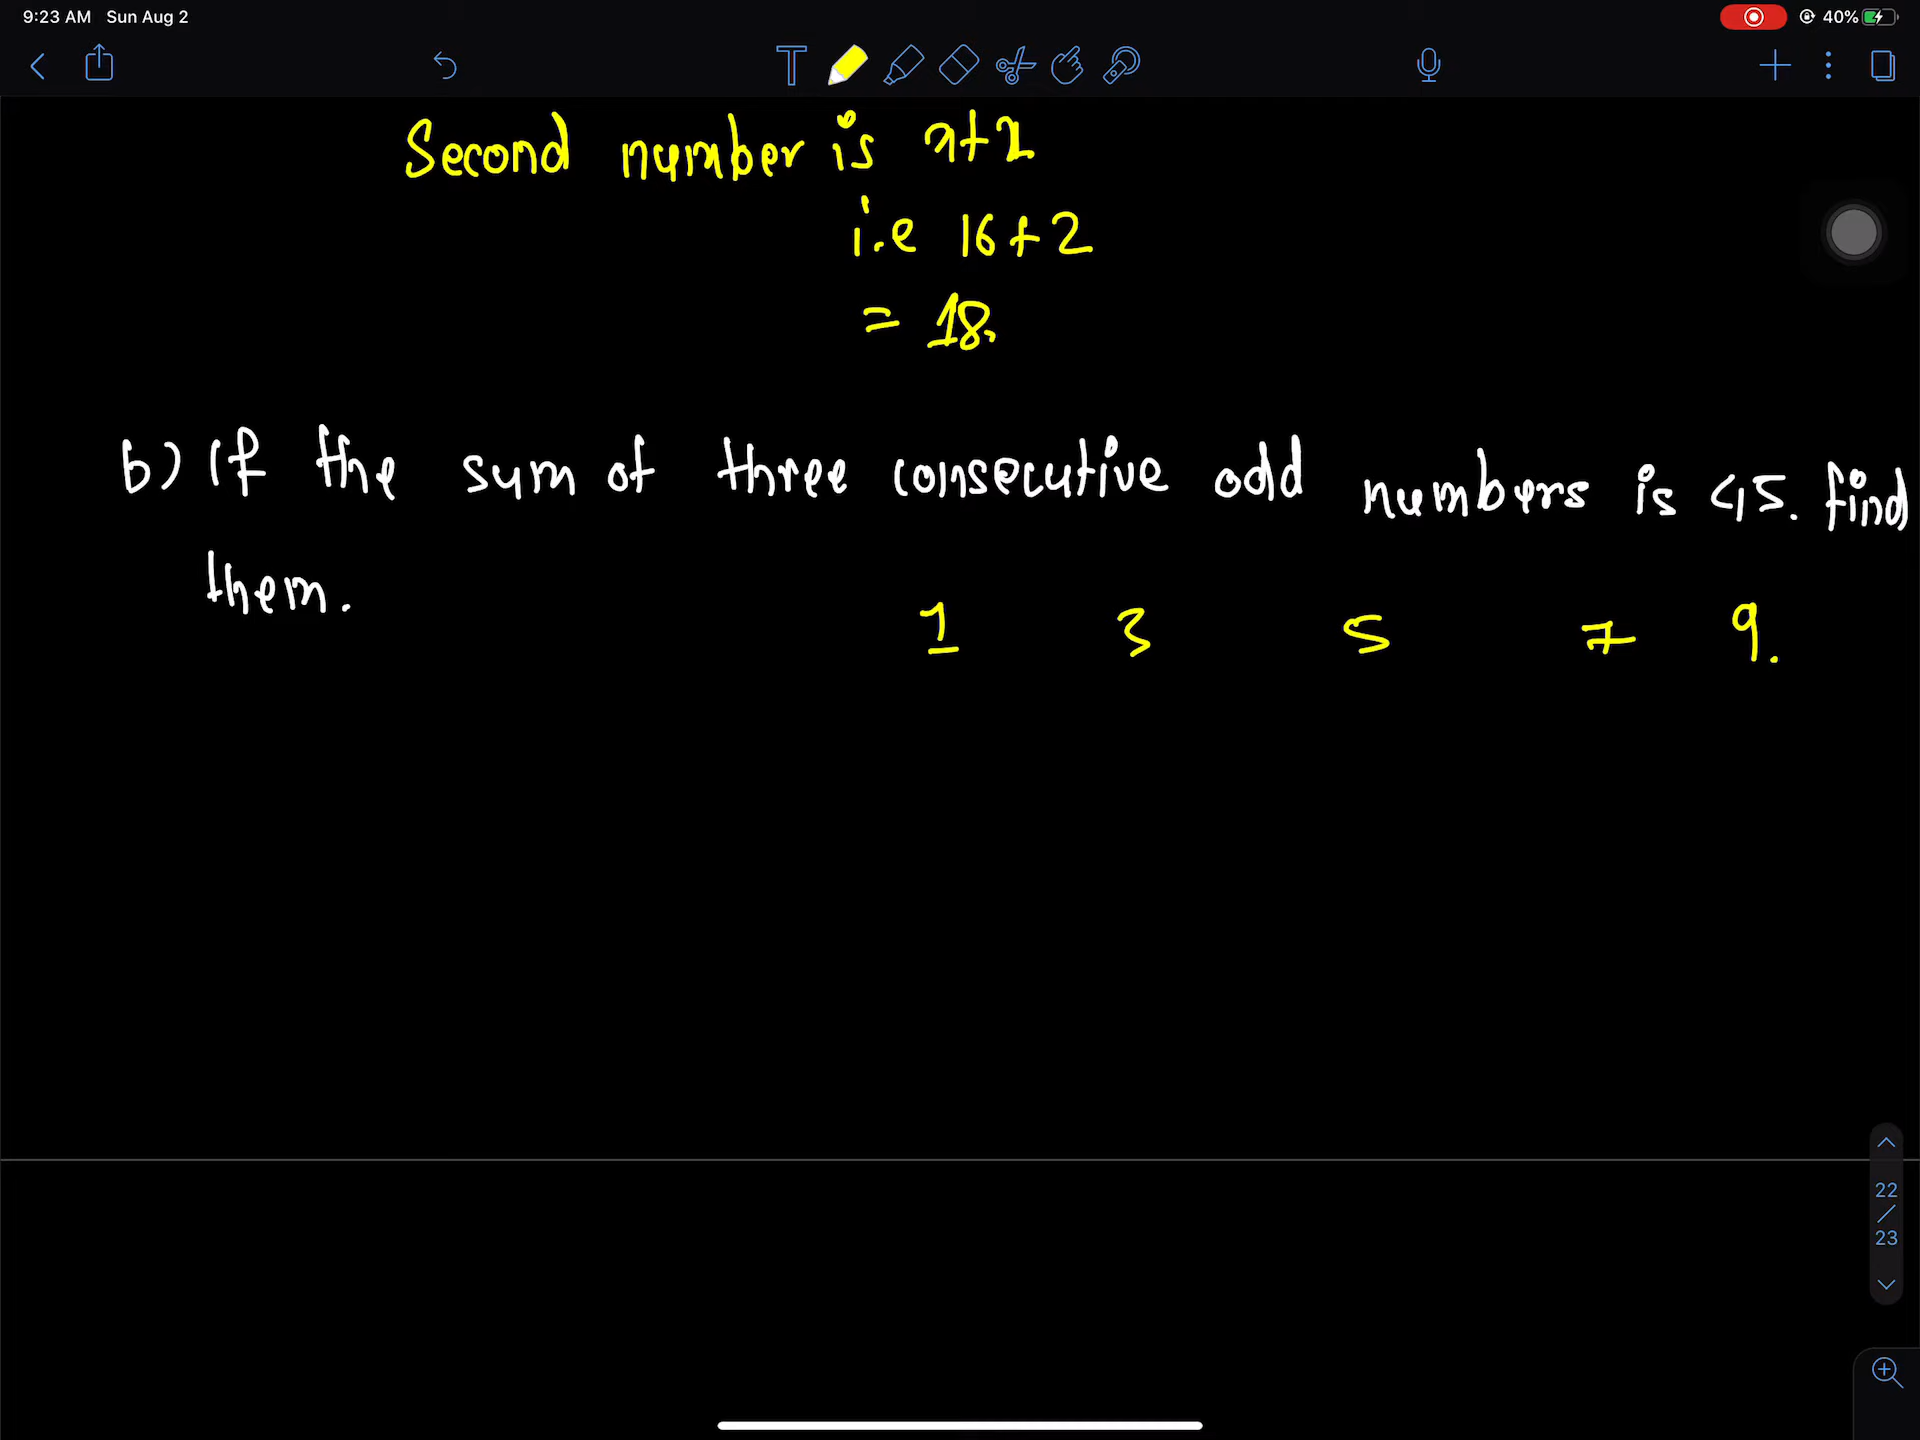 9:23 AM Sun Aug 2
40%
Second number is x+2
i.e 16+2
= 18.
b) If the sum of three consecutive odd numbers is 45. find
them.
1 3 5 7 9.
22
/
23